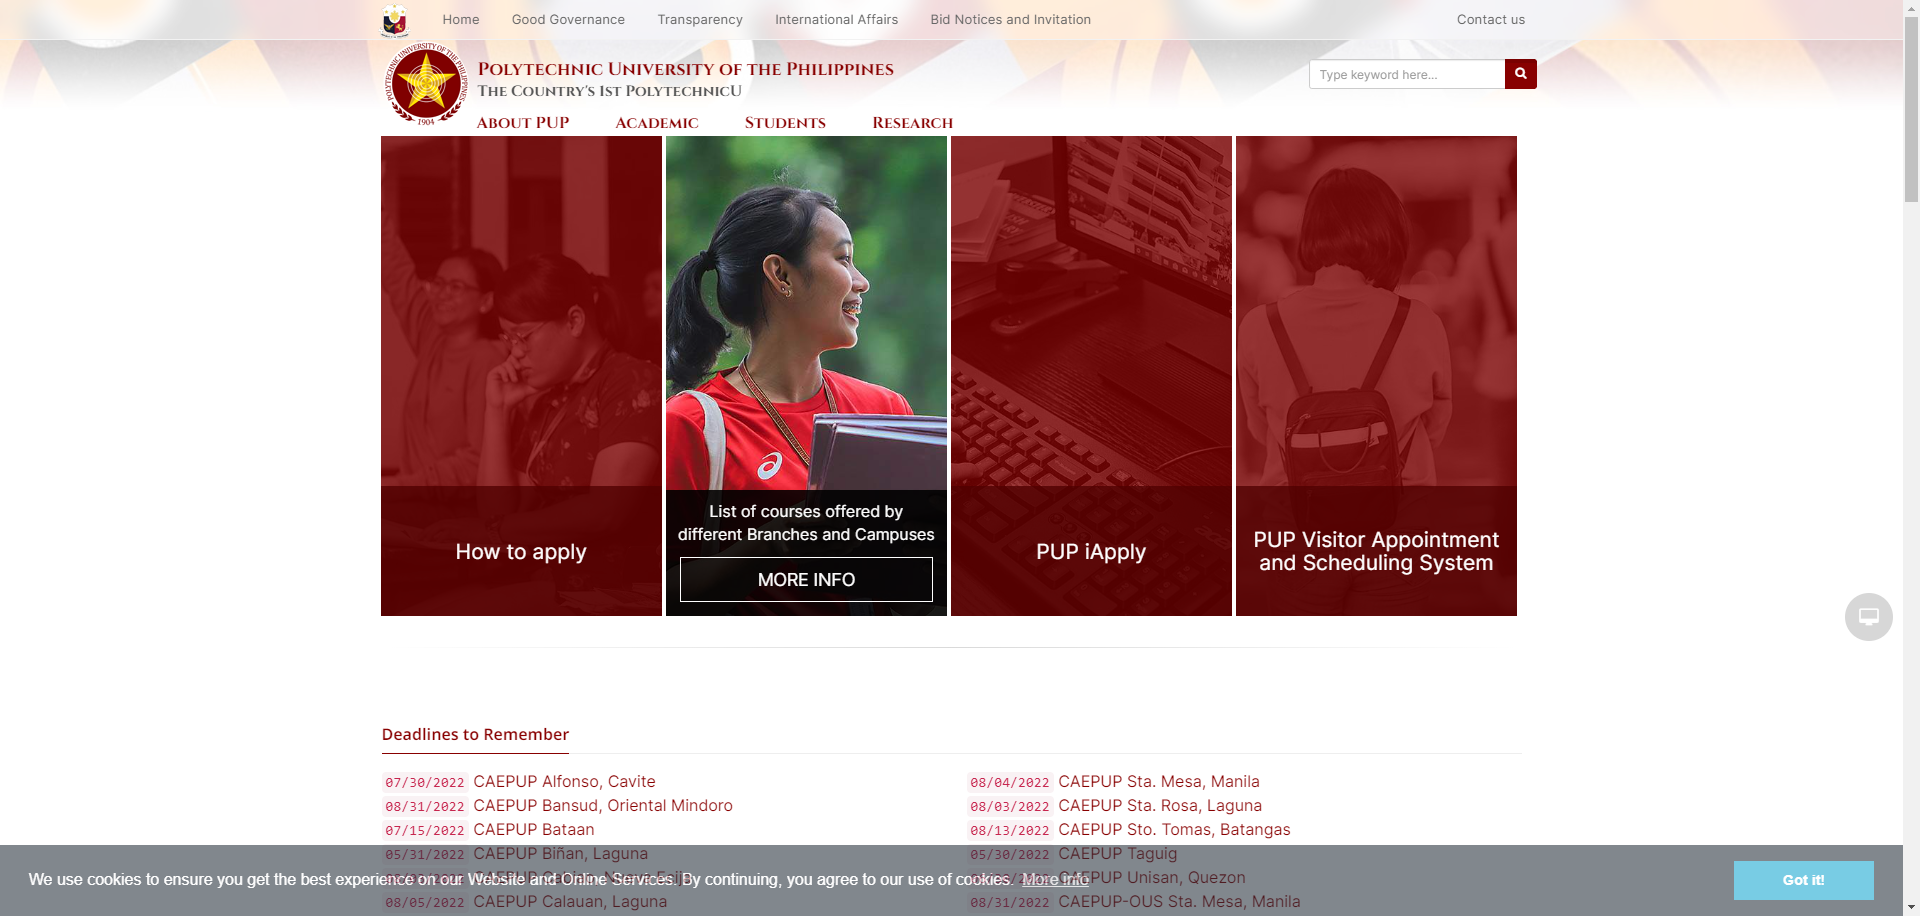 Home Good Governance Transparency International Affairs Bid Notices and Invitation Contact us
POLYTECHNIC UNIVERSITY OF THE PHILIPPINES
1904
Polytechnic University of the Philippines
The Country's 1st PolytechnicU
Type keyword here...
About PUP Academic Students Research
How to apply
List of courses offered by
different Branches and Campuses
MORE INFO
PUP iApply
PUP Visitor Appointment
and Scheduling System
Deadlines to Remember
07/30/2022 CAEPUP Alfonso, Cavite
08/31/2022 CAEPUP Bansud, Oriental Mindoro
07/15/2022 CAEPUP Bataan
05/31/2022 CAEPUP Biñan, Laguna
08/05/2022 CAEPUP Calauan, Laguna
08/04/2022 CAEPUP Sta. Mesa, Manila
08/03/2022 CAEPUP Sta. Rosa, Laguna
08/13/2022 CAEPUP Sto. Tomas, Batangas
05/30/2022 CAEPUP Taguig
CAEPUP Unisan, Quezon
08/31/2022 CAEPUP-OUS Sta. Mesa, Manila
We use cookies to ensure you get the best experience on our Website and Online Services. By continuing, you agree to our use of cookies. More info
Got it!